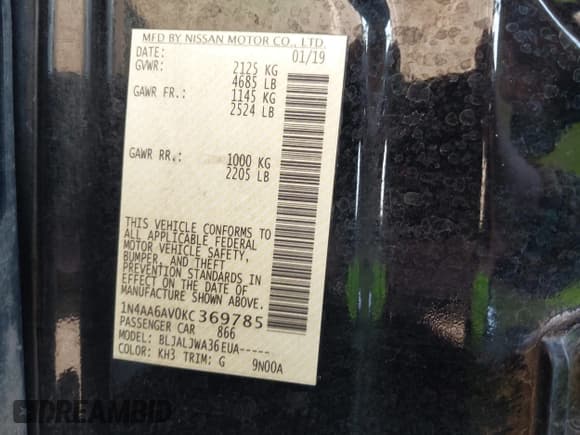 MFD BY NISSAN MOTOR CO., LTD.
DATE: 01/19
GVWR: 2125 KG
4685 LB
GAWR FR.: 1145 KG
2524 LB
GAWR RR.: 1000 KG
2205 LB
THIS VEHICLE CONFORMS TO
ALL APPLICABLE FEDERAL
MOTOR VEHICLE SAFETY,
BUMPER, AND THEFT
PREVENTION STANDARDS IN
EFFECT ON THE DATE OF
MANUFACTURE SHOWN ABOVE.
1N4AA6AV0KC369785
PASSENGER CAR 866
MODEL: BLJALJWA36EUA-----
COLOR: KH3 TRIM: G 9N00A
DREAMBID